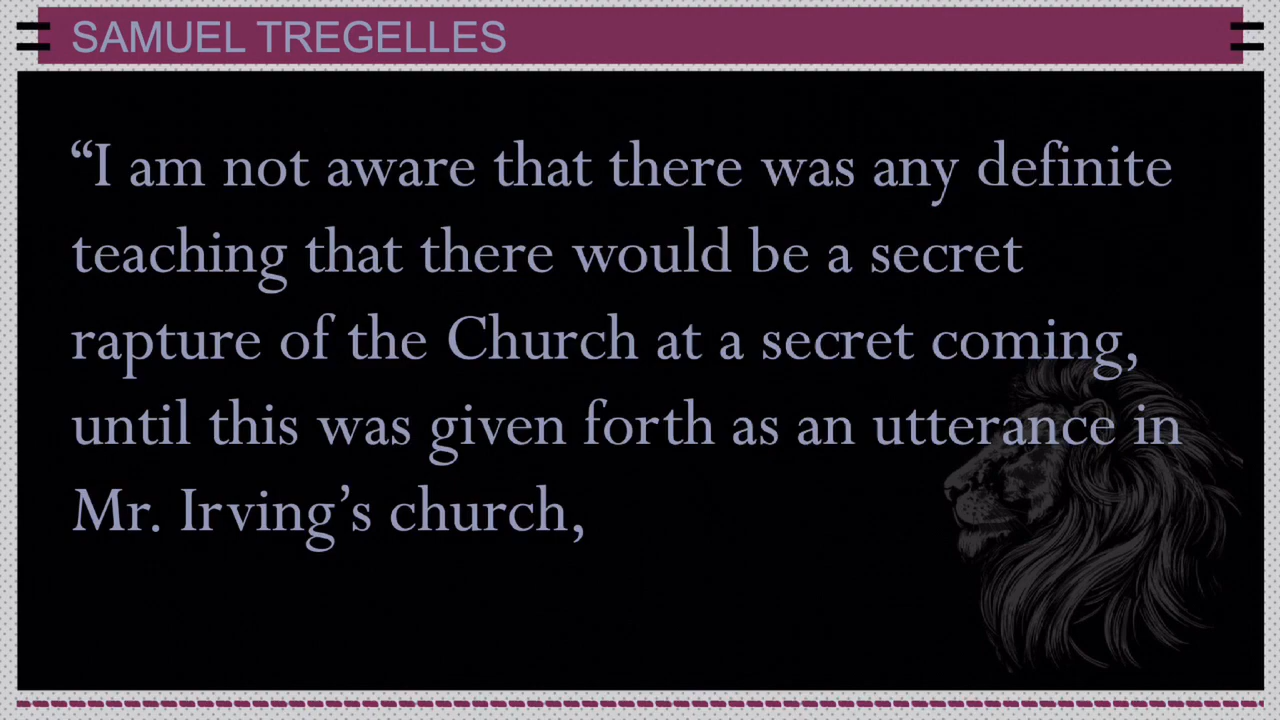 SAMUEL TREGELLES
“I am not aware that there was any definite
teaching that there would be a secret
rapture of the Church at a secret coming,
until this was given forth as an utterance in
Mr. Irving’s church,